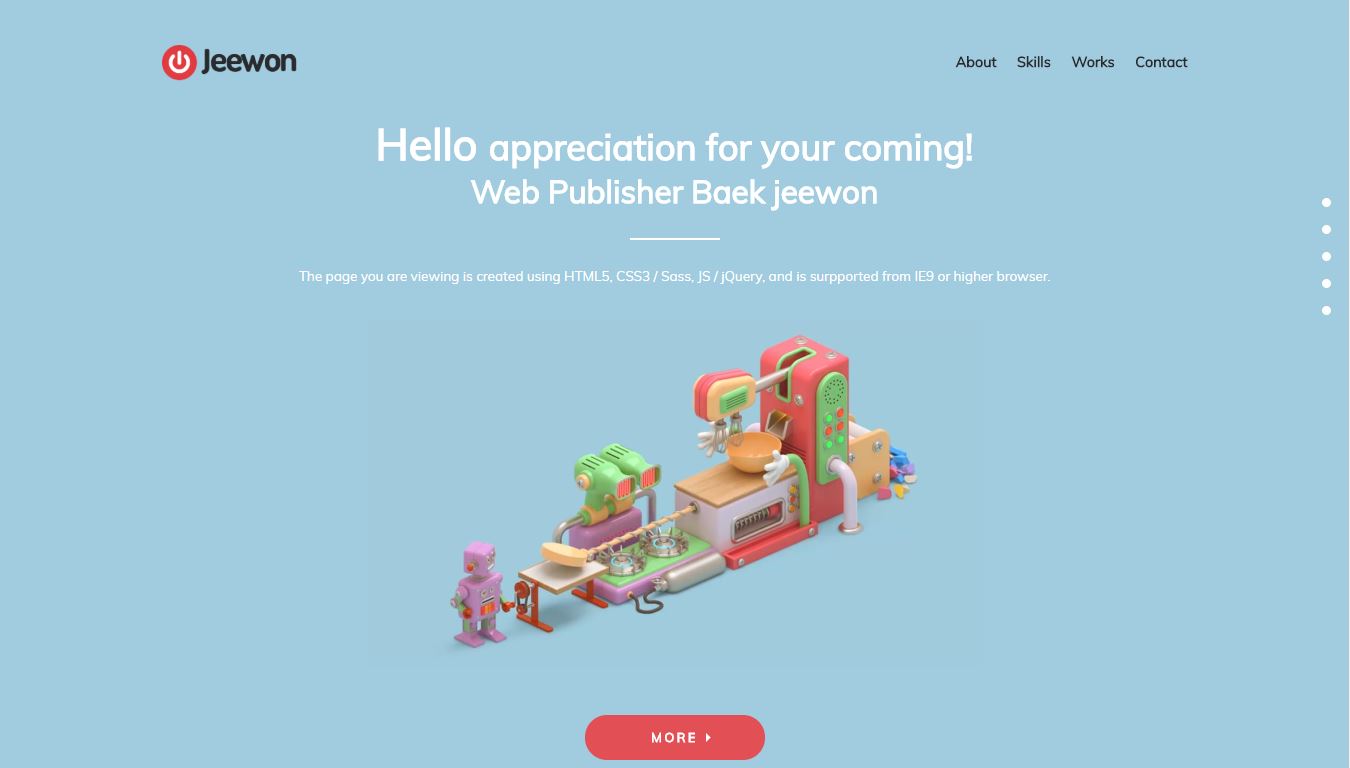 Jeewon
About Skills Works Contact
Hello appreciation for your coming!
Web Publisher Baek jeewon
The page you are viewing is created using HTML5, CSS3 / Sass, JS / jQuery, and is surpported from IE9 or higher browser.
MORE